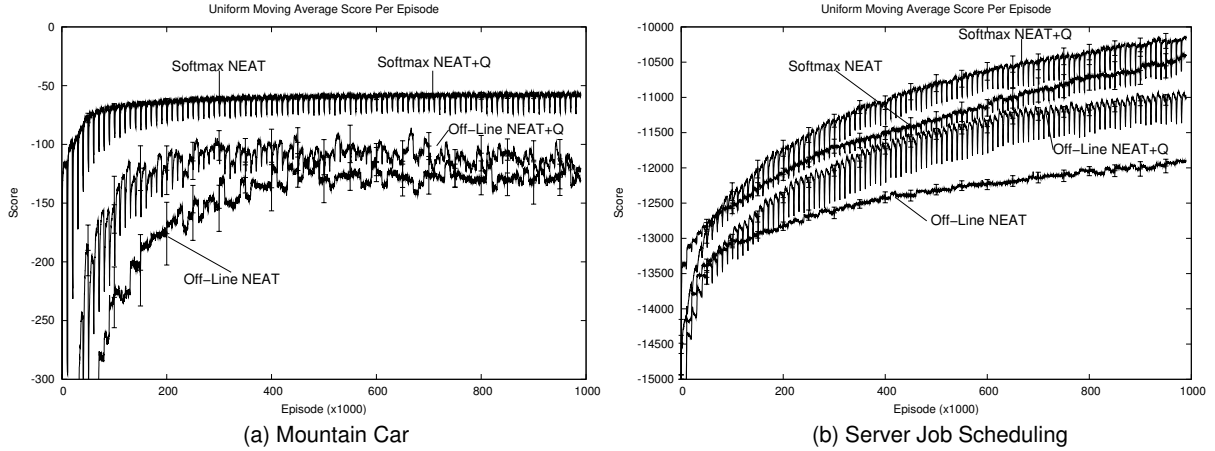 Uniform Moving Average Score Per Episode
0
-50
-100
-150
-200
-250
-300
Score
Softmax NEAT
Softmax NEAT+Q
Off-Line NEAT+Q
Off-Line NEAT
0 200 400 600 800 1000
Episode (x1000)
(a) Mountain Car
Uniform Moving Average Score Per Episode
-10000
-10500
-11000
-11500
-12000
-12500
-13000
-13500
-14000
-14500
-15000
Score
Softmax NEAT+Q
Softmax NEAT
Off-Line NEAT+Q
Off-Line NEAT
0 200 400 600 800 1000
Episode (x1000)
(b) Server Job Scheduling